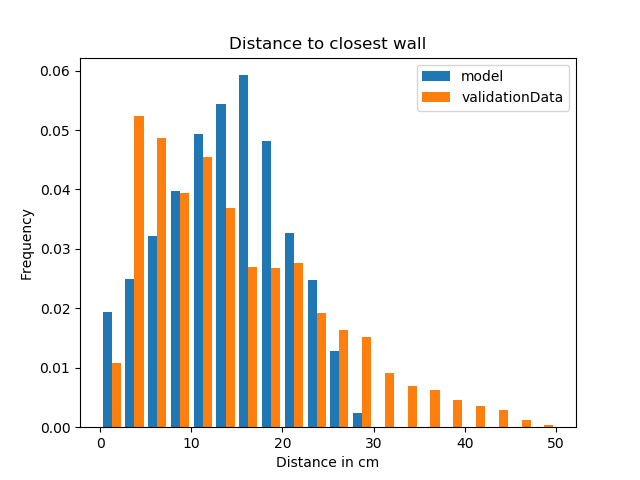 Distance to closest wall
model
validationData
0.06
0.05
0.04
0.03
0.02
0.01
0.00
Frequency
0 10 20 30 40 50
Distance in cm